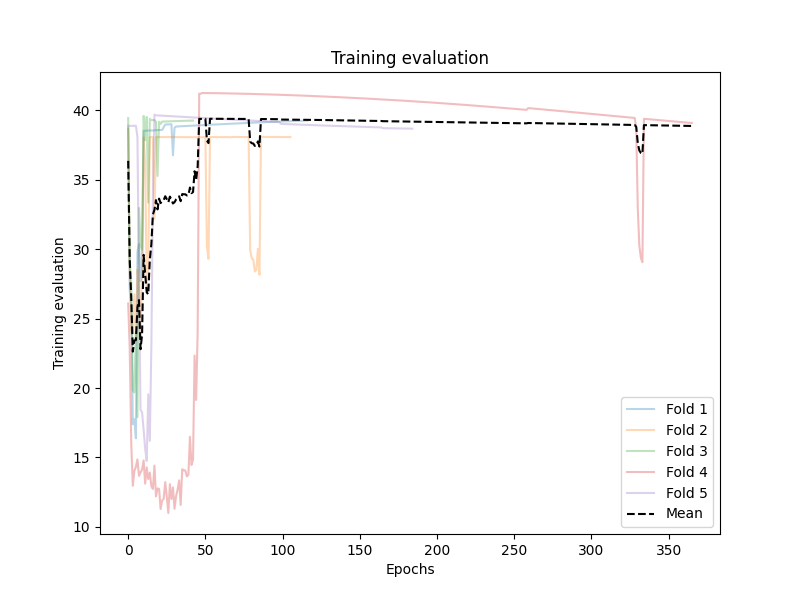 Training evaluation
Training evaluation
40
35
30
25
20
15
10
0
50
100
150
200
250
300
350
Epochs
Fold 1
Fold 2
Fold 3
Fold 4
Fold 5
Mean